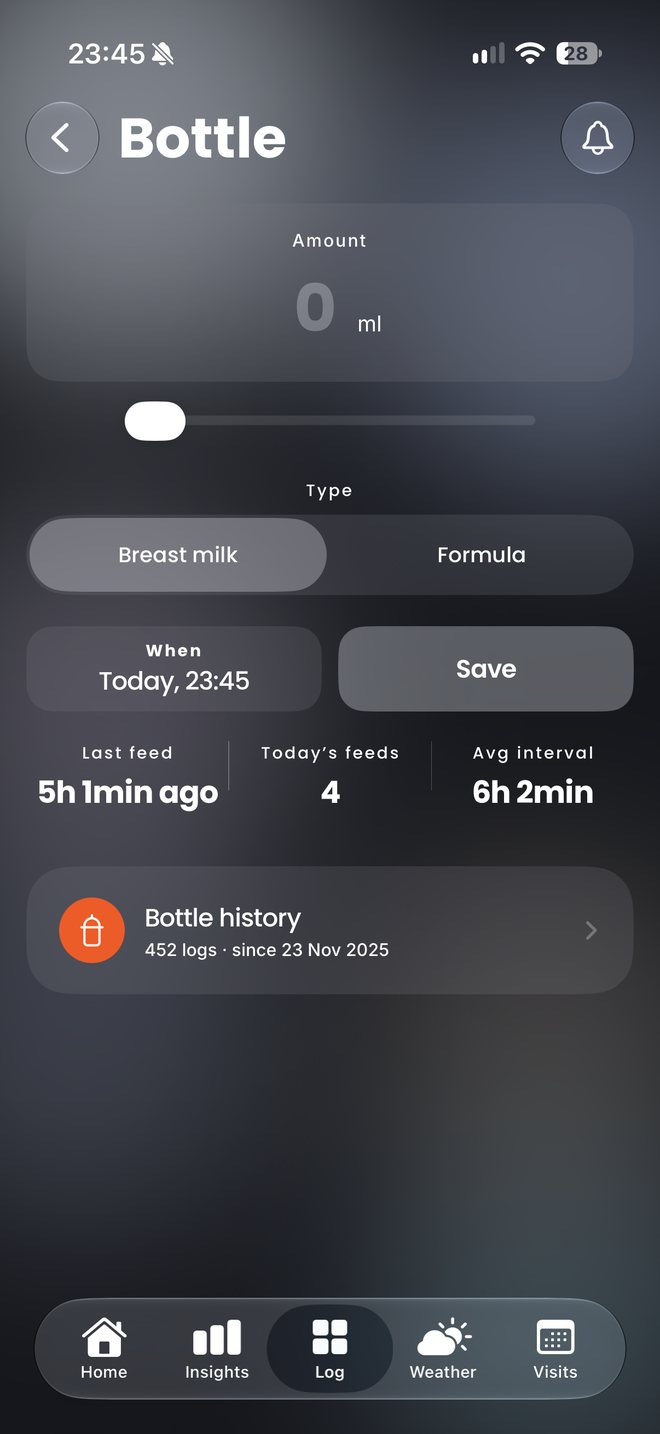 23:45
28
Bottle
Amount
0 ml
Type
Breast milk
Formula
When
Today, 23:45
Save
Last feed
5h 1min ago
Today’s feeds
4
Avg interval
6h 2min
Bottle history
452 logs · since 23 Nov 2025
Home
Insights
Log
Weather
Visits